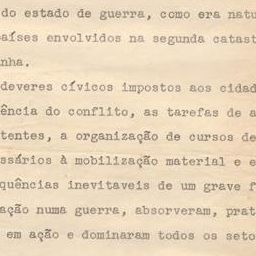 do estado de guerra, como era natu
países envolvidos na segunda catast
nha.
deveres cívicos impostos aos cidad
ência do conflito, as tarefas de a
tentes, a organização de cursos de
ssários à mobilização material e e
quências inevitaveis de um grave f
ação numa guerra, absorveram, prat
em ação e dominaram todos os seto